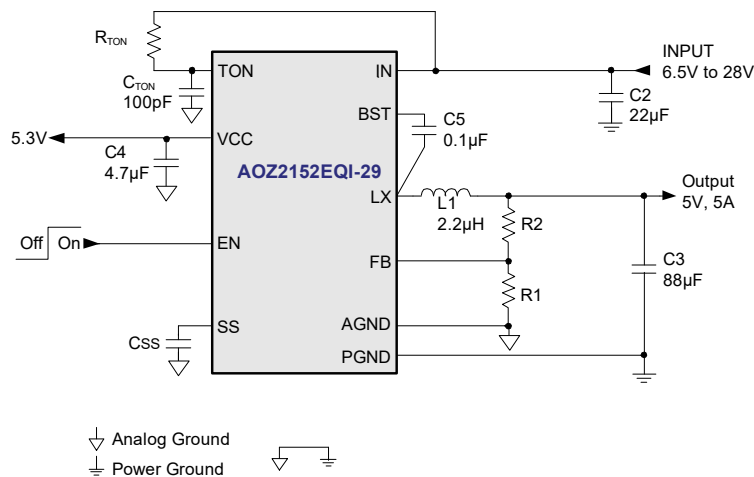 R_TON
TON
C_TON
100pF
IN
INPUT
6.5V to 28V
C2
22µF
BST
C5
0.1µF
5.3V
VCC
C4
4.7µF
AOZ2152EQI-29
LX
L1
2.2µH
Output
5V, 5A
R2
Off
On
EN
FB
C3
88µF
R1
SS
Css
AGND
PGND
Analog Ground
Power Ground